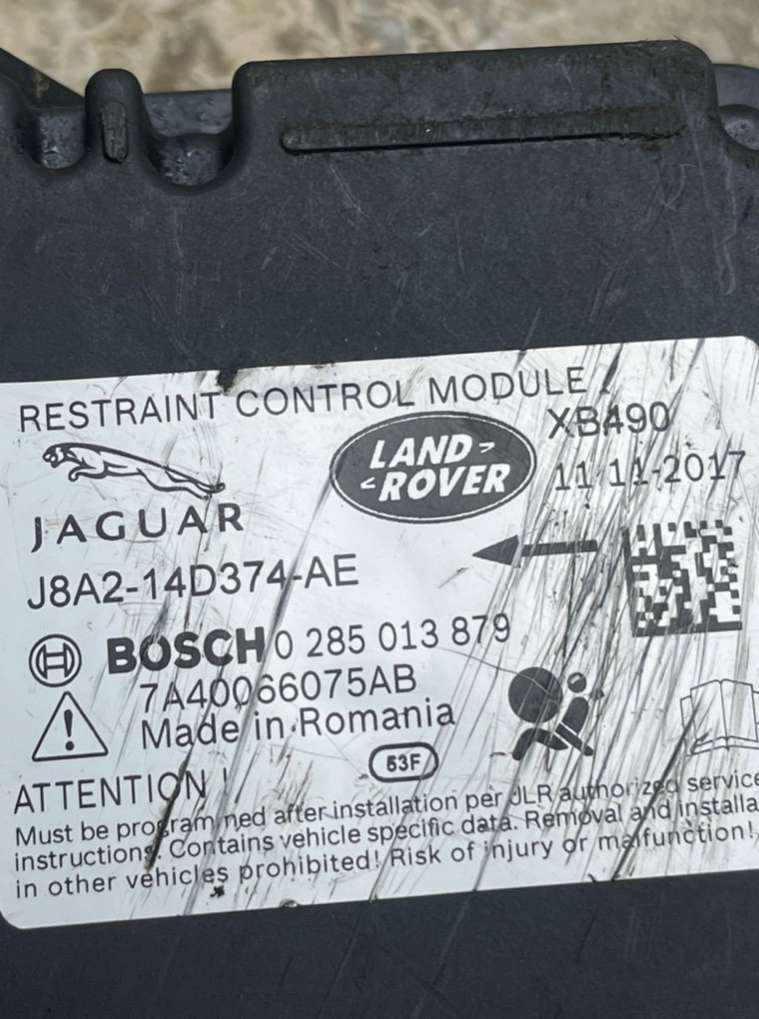 RESTRAINT CONTROL MODULE
XBA90
LAND
ROVER
11-11-2017
JAGUAR
J8A2-14D374-AE
BOSCH 0 285 013 879
7A40066075AB
Made in Romania
53F
ATTENTION !
Must be programmed after installation per JLR authorized service
instructions. Contains vehicle specific data. Removal and installa
in other vehicles prohibited! Risk of injury or malfunction!